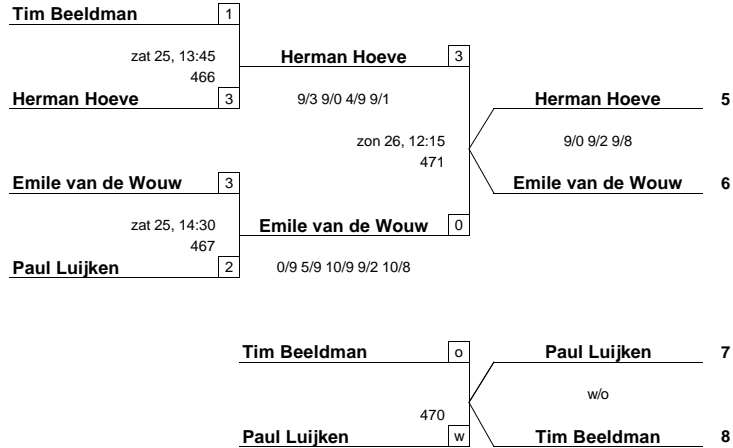 Tim Beeldman 1
zat 25, 13:45
466
Herman Hoeve 3
Herman Hoeve 3
9/3 9/0 4/9 9/1
Emile van de Wouw 3
zat 25, 14:30
467
Paul Luijken 2
Emile van de Wouw 0
0/9 5/9 10/9 9/2 10/8
zon 26, 12:15
471
Herman Hoeve 5
9/0 9/2 9/8
Emile van de Wouw 6
Tim Beeldman o
470
Paul Luijken w
Paul Luijken 7
w/o
Tim Beeldman 8